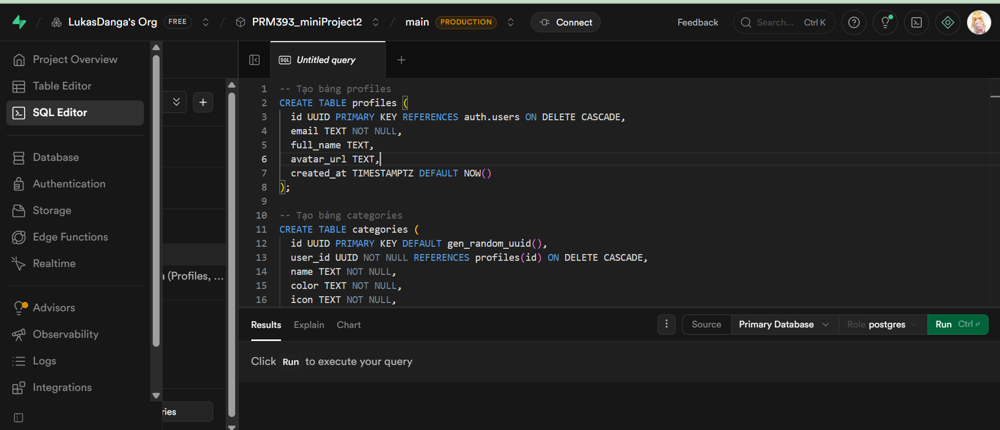 LukasDanga's Org FREE PRM393_miniProject2 main PRODUCTION Connect Feedback Search... Ctrl K
Project Overview
Table Editor
SQL Editor
Database
Authentication
Storage
Edge Functions
Realtime
Advisors
Observability
Logs
Integrations
(Profiles, ...
ries
SQL Untitled query
1 -- Tạo bảng profiles
2 CREATE TABLE profiles (
3 id UUID PRIMARY KEY REFERENCES auth.users ON DELETE CASCADE,
4 email TEXT NOT NULL,
5 full_name TEXT,
6 avatar_url TEXT,
7 created_at TIMESTAMPTZ DEFAULT NOW()
8 );
9
10 -- Tạo bảng categories
11 CREATE TABLE categories (
12 id UUID PRIMARY KEY DEFAULT gen_random_uuid(),
13 user_id UUID NOT NULL REFERENCES profiles(id) ON DELETE CASCADE,
14 name TEXT NOT NULL,
15 color TEXT NOT NULL,
16 icon TEXT NOT NULL,
Results Explain Chart Source Primary Database Role postgres Run Ctrl ↵
Click Run to execute your query